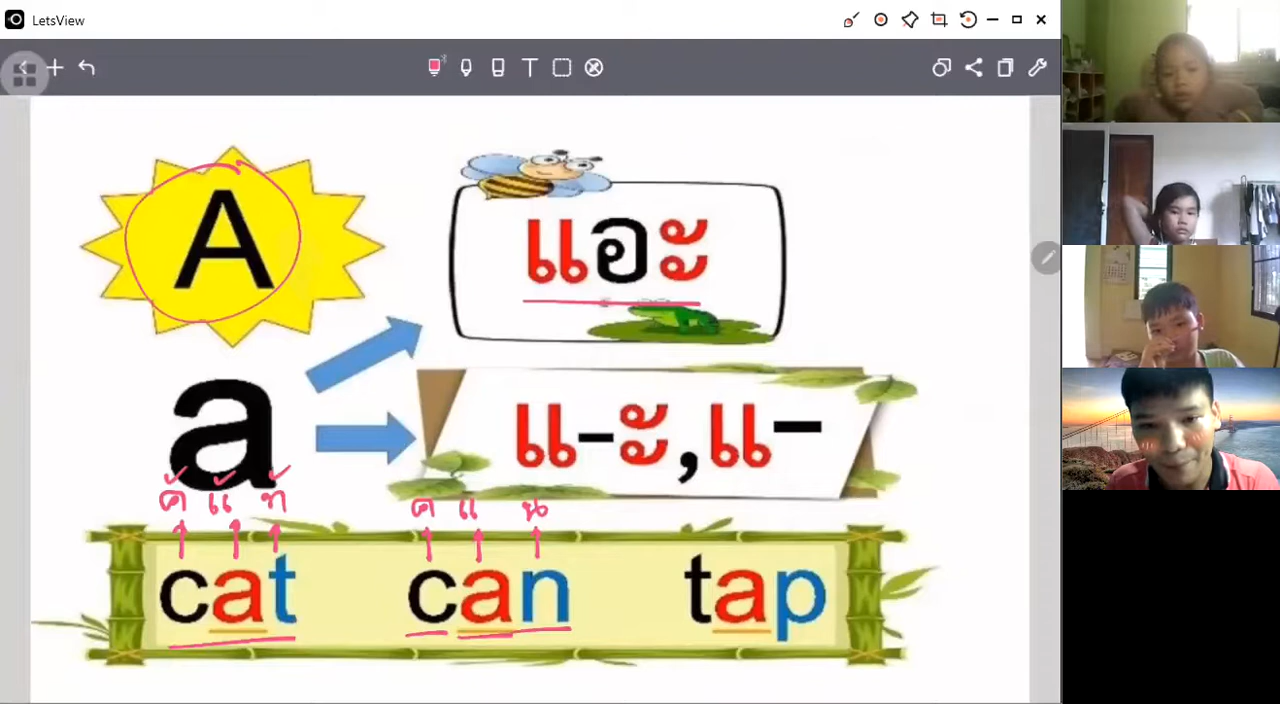 LetsView
A
แอะ
a
แ-ะ,แ-
ค แ ท
ค แ น
cat can tap